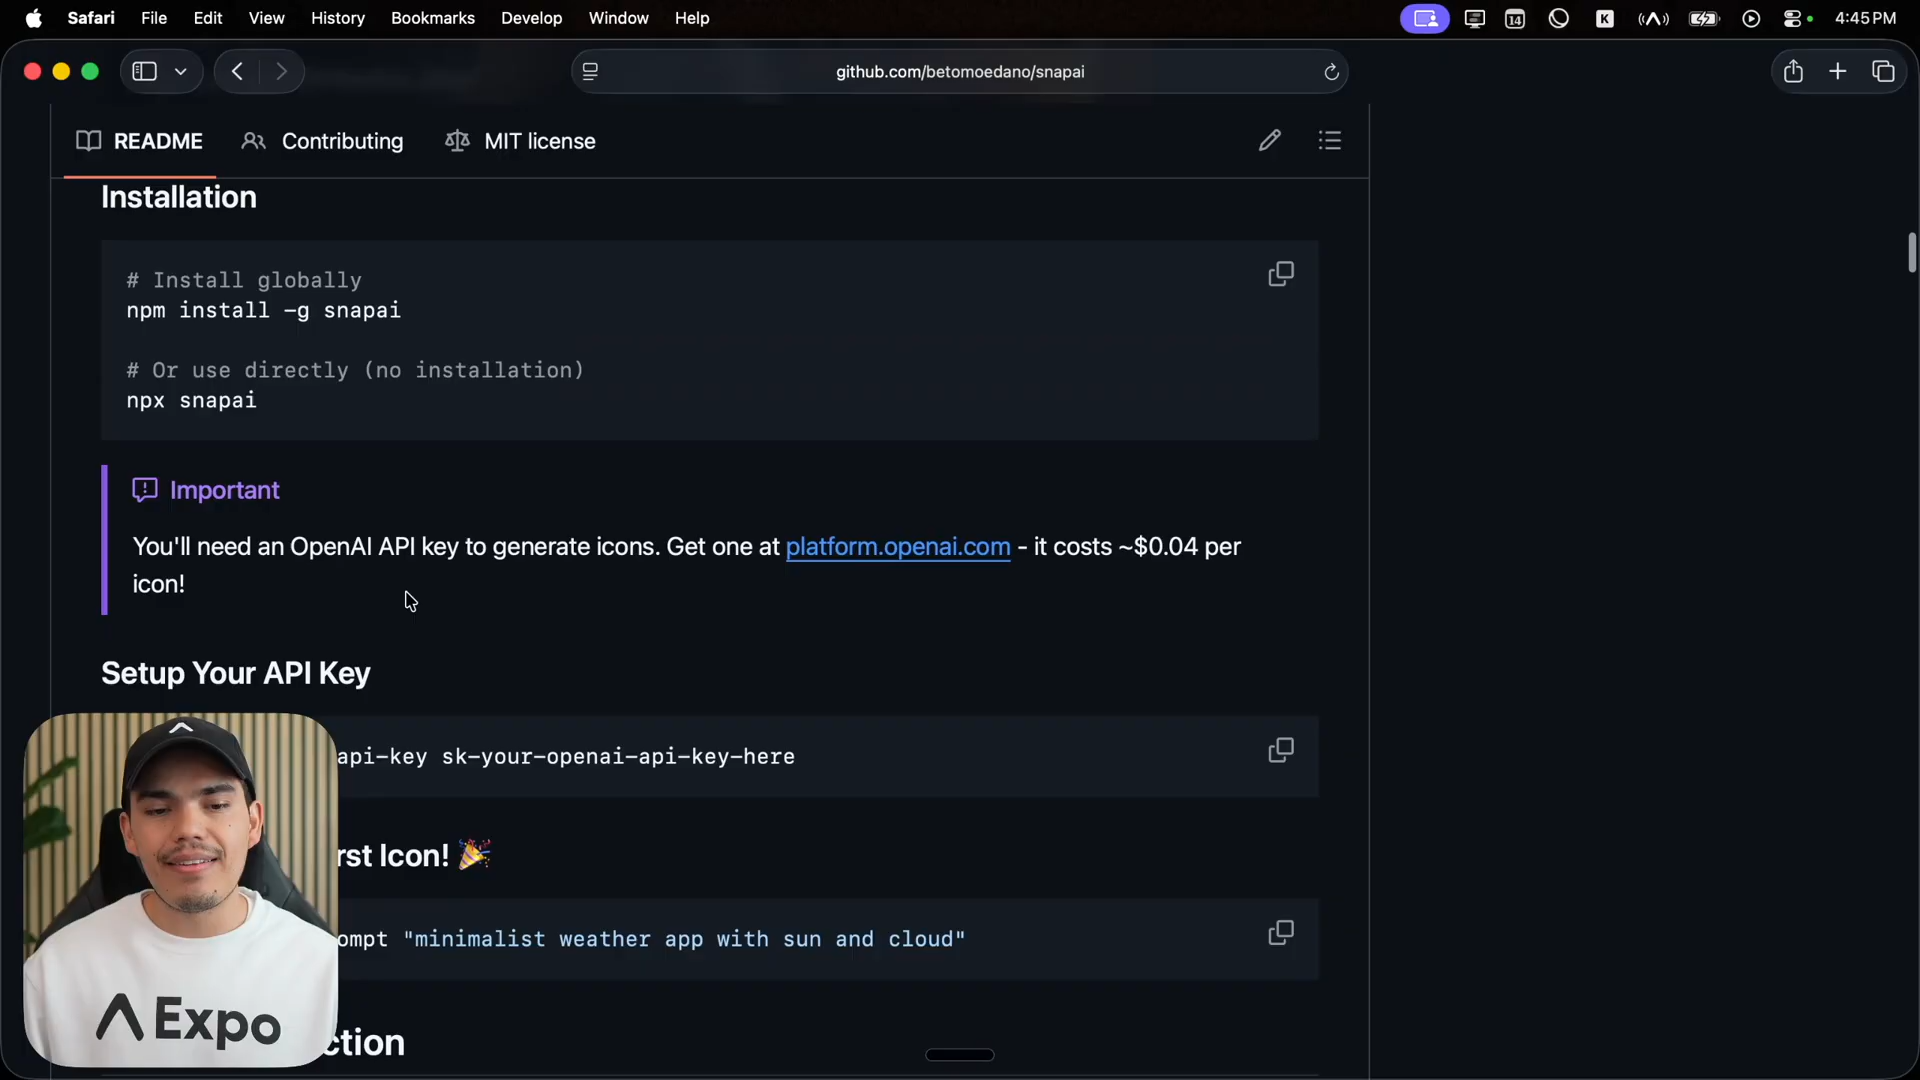 Safari File Edit View History Bookmarks Develop Window Help 14 K 4:45 PM
github.com/betomoedano/snapai
README Contributing MIT license
Installation
# Install globally
npm install -g snapai
# Or use directly (no installation)
npx snapai
Important
You'll need an OpenAI API key to generate icons. Get one at platform.openai.com - it costs ~$0.04 per
icon!
Setup Your API Key
api-key sk-your-openai-api-key-here
rst Icon! 🎉
ompt "minimalist weather app with sun and cloud"
ction
Expo